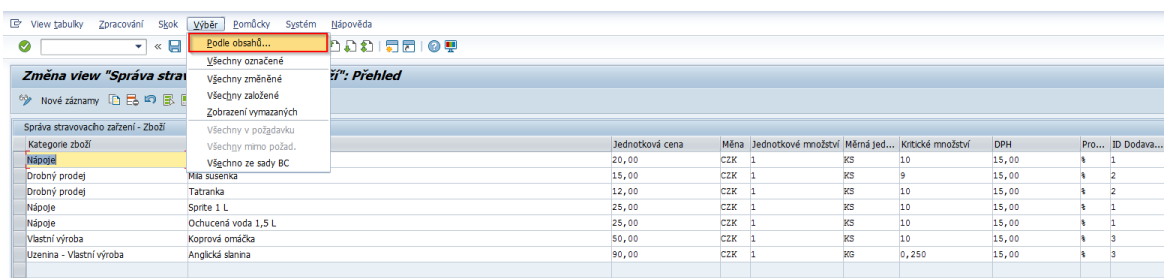 View tabulky Zpracování Skok Výběr Pomůcky Systém Nápověda
Podle obsahů...
Všechny označené
Změna view "Správa strav í": Přehled
Všechny změněné
Nové záznamy
Všechny založené
Zobrazení vymazaných
Správa stravovacího zařzení - Zboží
Všechny v požadavku
Kategorie zboží Jednotková cena Měna Jednotkové množství Měrná jed... Kritické množství DPH Pro... ID Dodava...
Všechny mimo požad.
Nápoje 20,00 CZK 1 KS 10 15,00 % 1
Všechno ze sady BC
Drobný prodej Milá sušenka 15,00 CZK 1 KS 9 15,00 % 2
Drobný prodej Tatranka 12,00 CZK 1 KS 10 15,00 % 2
Nápoje Sprite 1 L 25,00 CZK 1 KS 10 15,00 % 1
Nápoje Ochucená voda 1,5 L 25,00 CZK 1 KS 10 15,00 % 1
Vlastní výroba Koprová omáčka 50,00 CZK 1 KS 10 15,00 % 3
Uzenina - Vlastní výroba Anglická slanina 90,00 CZK 1 KG 0,250 15,00 % 3